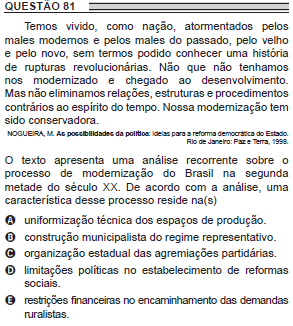 QUESTÃO 81
Temos vivido, como nação, atormentados pelos
males modernos e pelos males do passado, pelo velho
e pelo novo, sem termos podido conhecer uma história
de rupturas revolucionárias. Não que não tenhamos
nos modernizado e chegado ao desenvolvimento.
Mas não eliminamos relações, estruturas e procedimentos
contrários ao espírito do tempo. Nossa modernização tem
sido conservadora.
NOGUEIRA, M. As possibilidades da política: ideias para a reforma democrática do Estado.
Rio de Janeiro: Paz e Terra, 1998.
O texto apresenta uma análise recorrente sobre o
processo de modernização do Brasil na segunda
metade do século XX. De acordo com a análise, uma
característica desse processo reside na(s)
A uniformização técnica dos espaços de produção.
B construção municipalista do regime representativo.
C organização estadual das agremiações partidárias.
D limitações políticas no estabelecimento de reformas
sociais.
E restrições financeiras no encaminhamento das demandas
ruralistas.